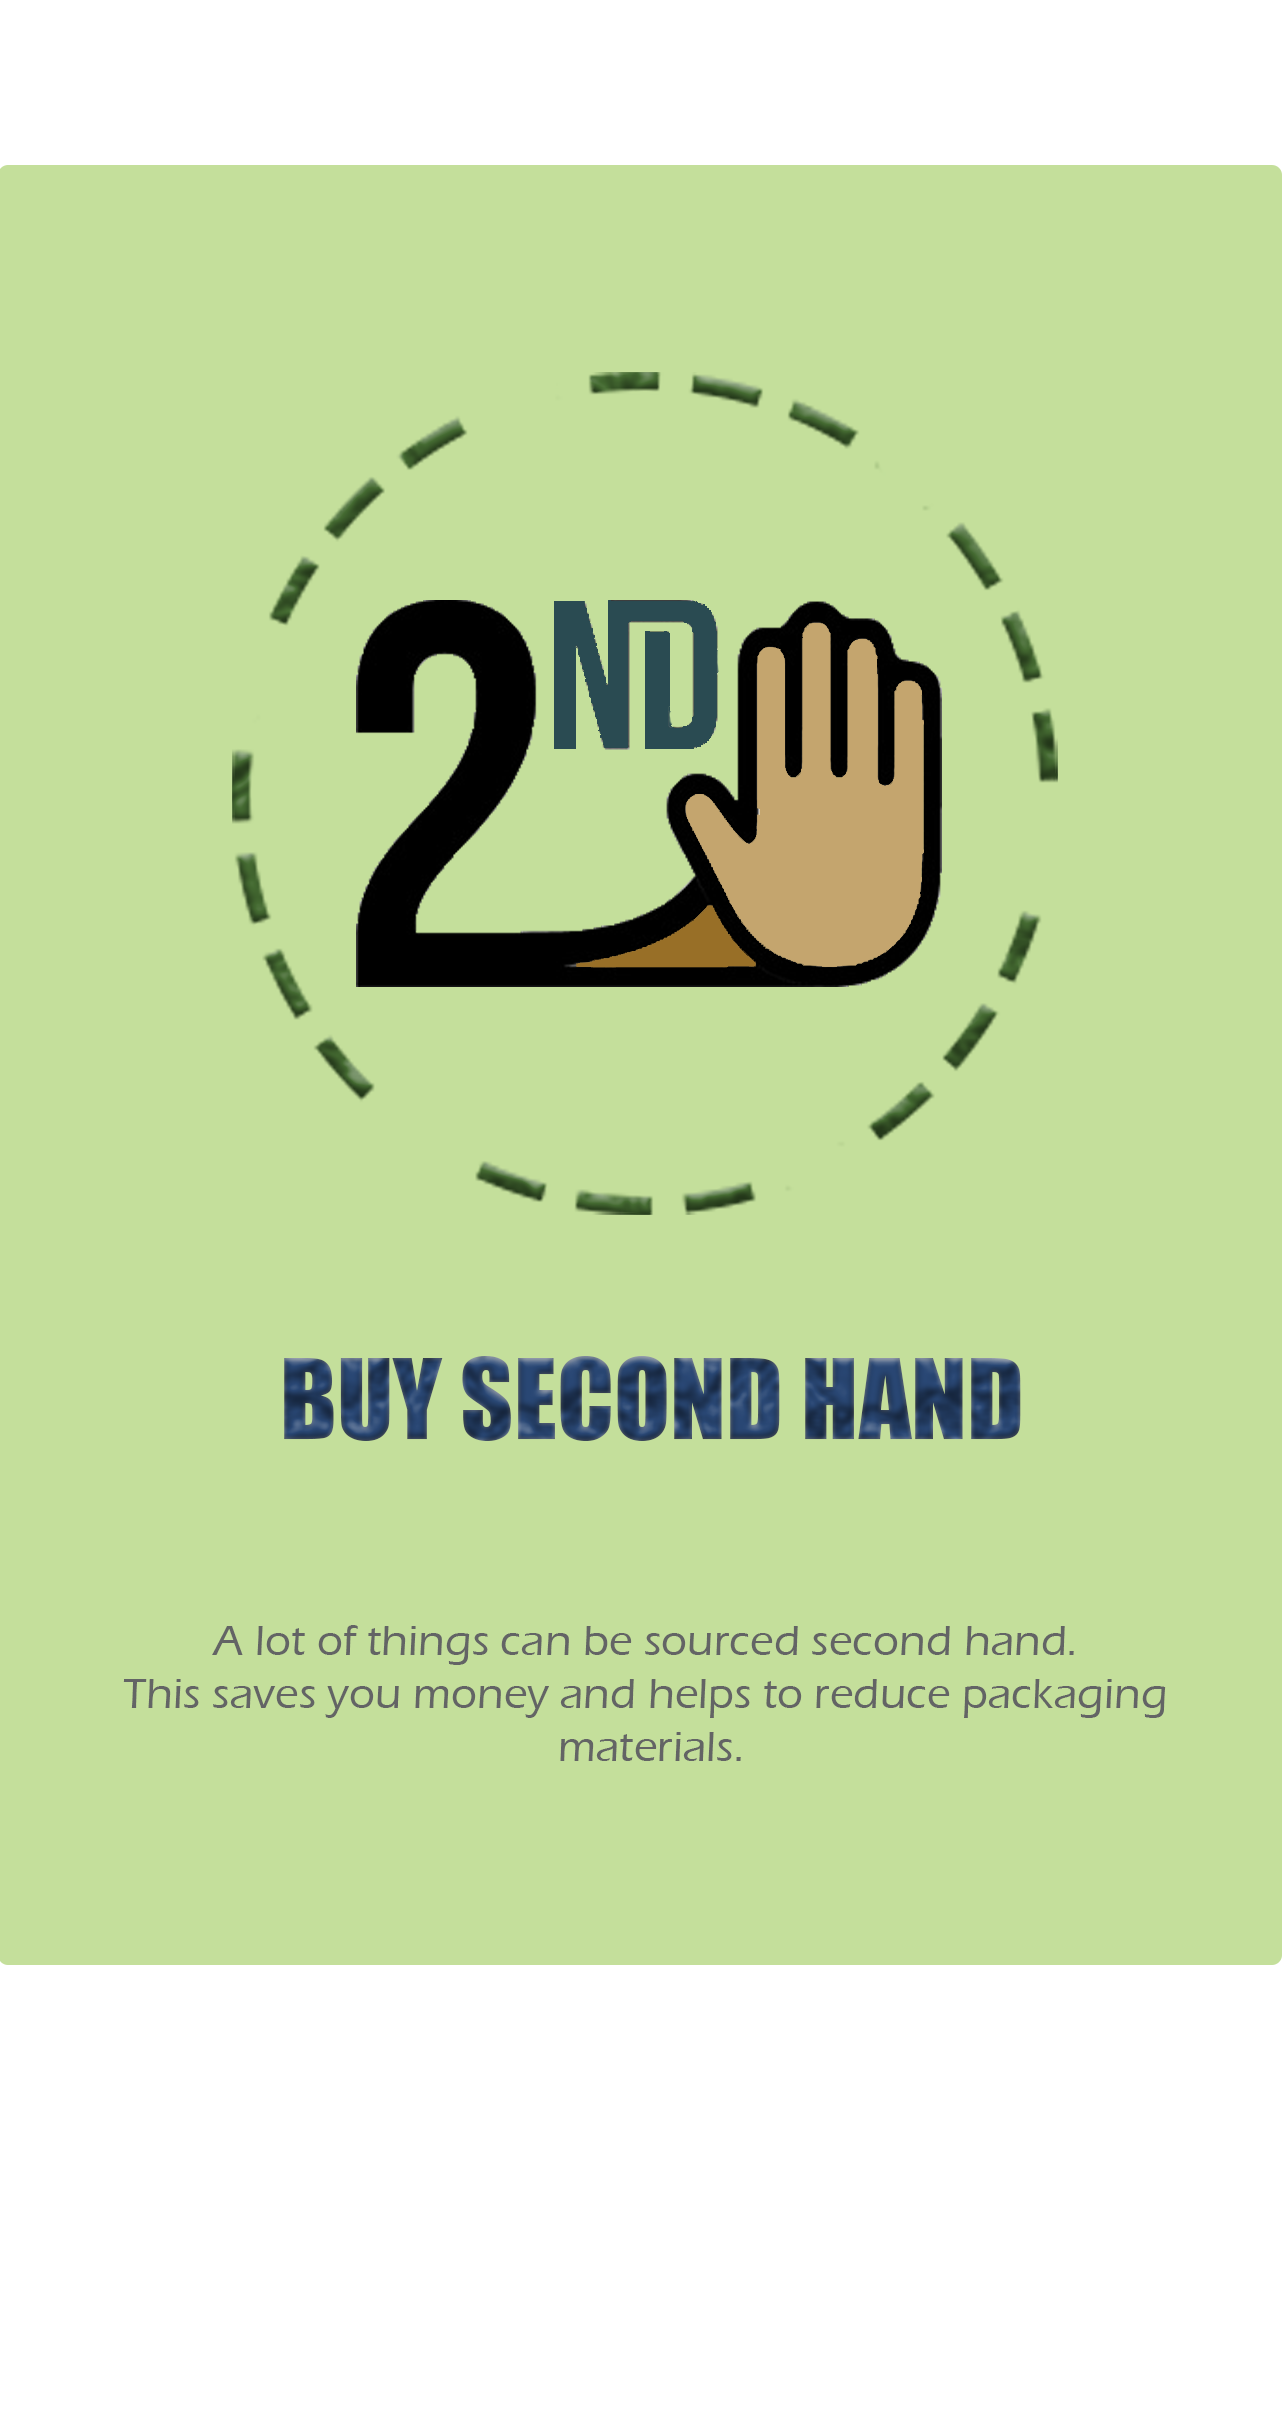 2ND
BUY SECOND HAND
A lot of things can be sourced second hand.
This saves you money and helps to reduce packaging
materials.